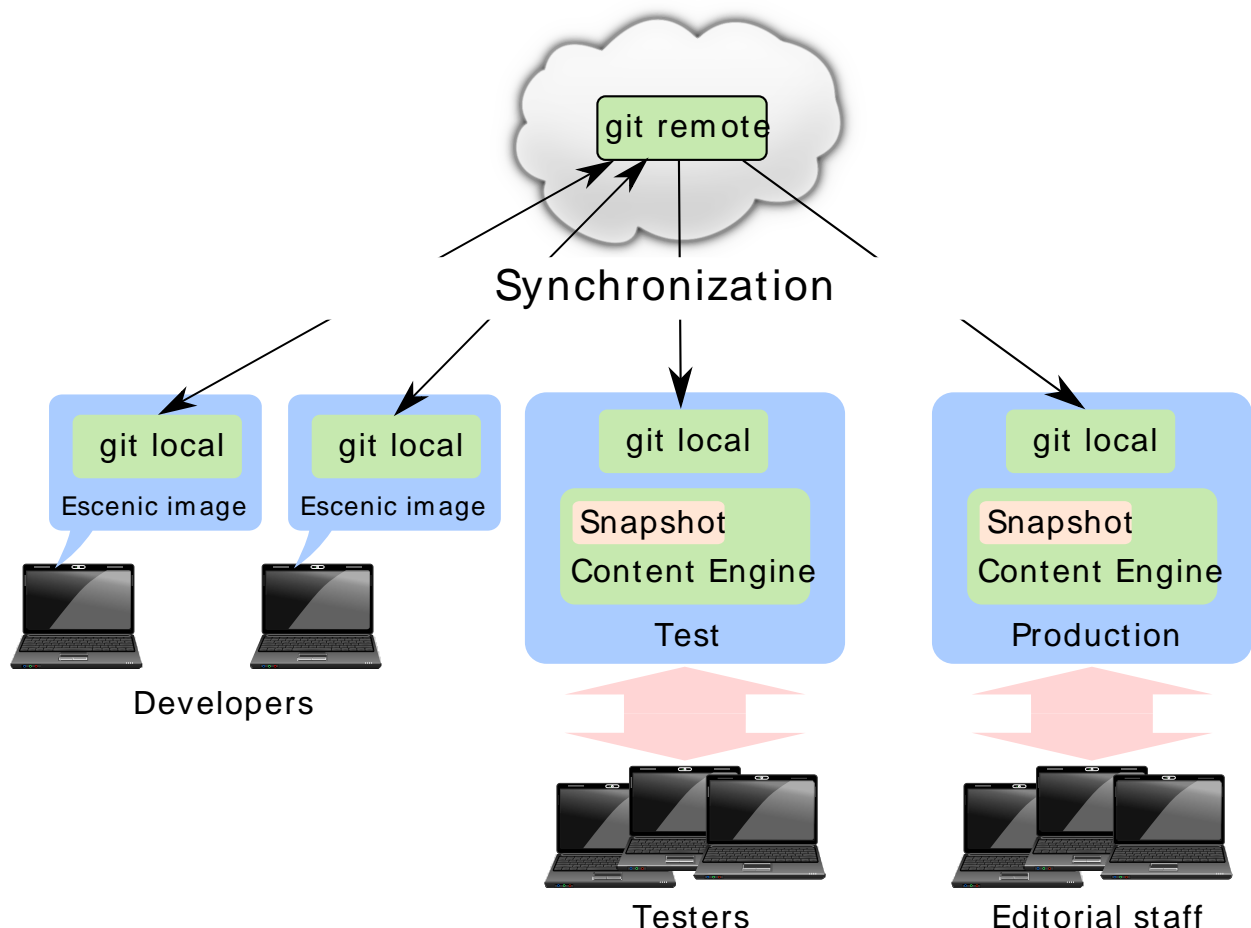 git remote
Synchronization
git local
git local
git local
git local
Escenic image
Escenic image
Snapshot
Snapshot
Content Engine
Content Engine
Test
Production
Developers
Testers
Editorial staff